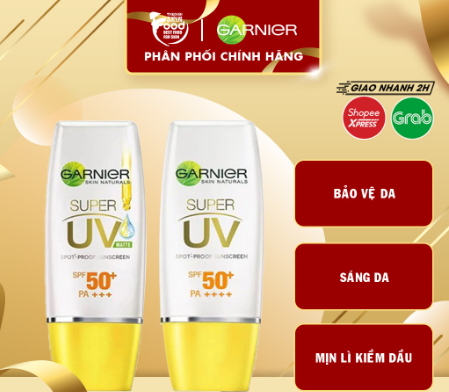 GARNIER
PHÂN PHỐI CHÍNH HÃNG
GIAO NHANH 2H
Shopee
XPRESS
Grab
GARNIER
SKIN NATURALS
SUPER
UV
MATTE
SPOT-PROOF SUNSCREEN
SPF 50+
PA +++
GARNIER
SKIN NATURALS
SUPER
UV
SPOT-PROOF SUNSCREEN
SPF 50+
PA ++++
BẢO VỆ DA
SÁNG DA
MỊN LÌ KIỀM DẦU